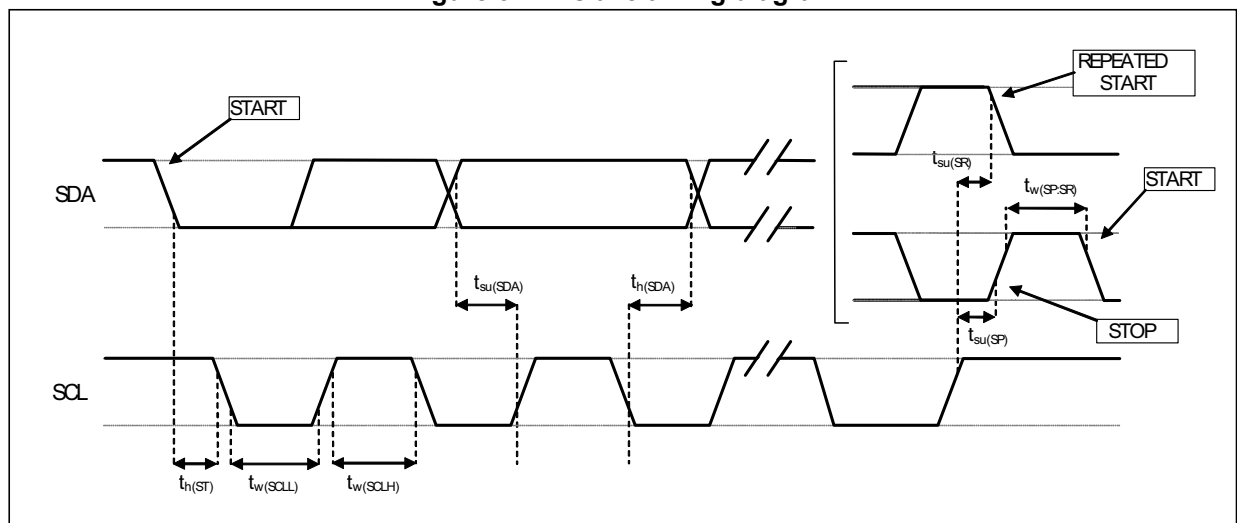 REPEATED
START
START
t_su(SR)
t_w(SP:SR)
START
SDA
t_su(SDA)
t_h(SDA)
t_su(SP)
STOP
SCL
t_h(ST)
t_w(SCLL)
t_w(SCLH)